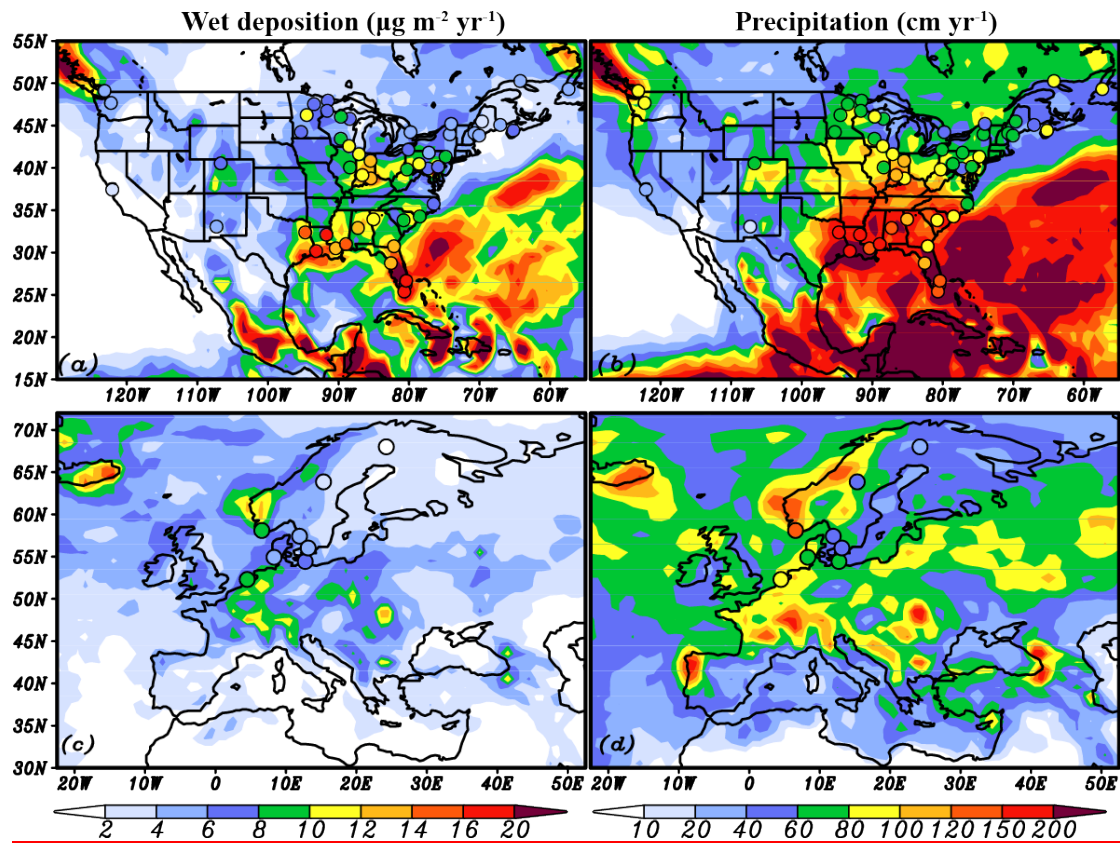 Wet deposition (µg m⁻² yr⁻¹) Precipitation (cm yr⁻¹)
55N
50N
45N
40N
35N
30N
25N
20N
15N
(a) (b)
120W 110W 100W 90W 80W 70W 60W 120W 110W 100W 90W 80W 70W 60W
70N
65N
60N
55N
50N
45N
40N
35N
30N
(c) (d)
20W 10W 0 10E 20E 30E 40E 50E 20W 10W 0 10E 20E 30E 40E 50E
2 4 6 8 10 12 14 16 20 10 20 40 60 80 100 120 150 200